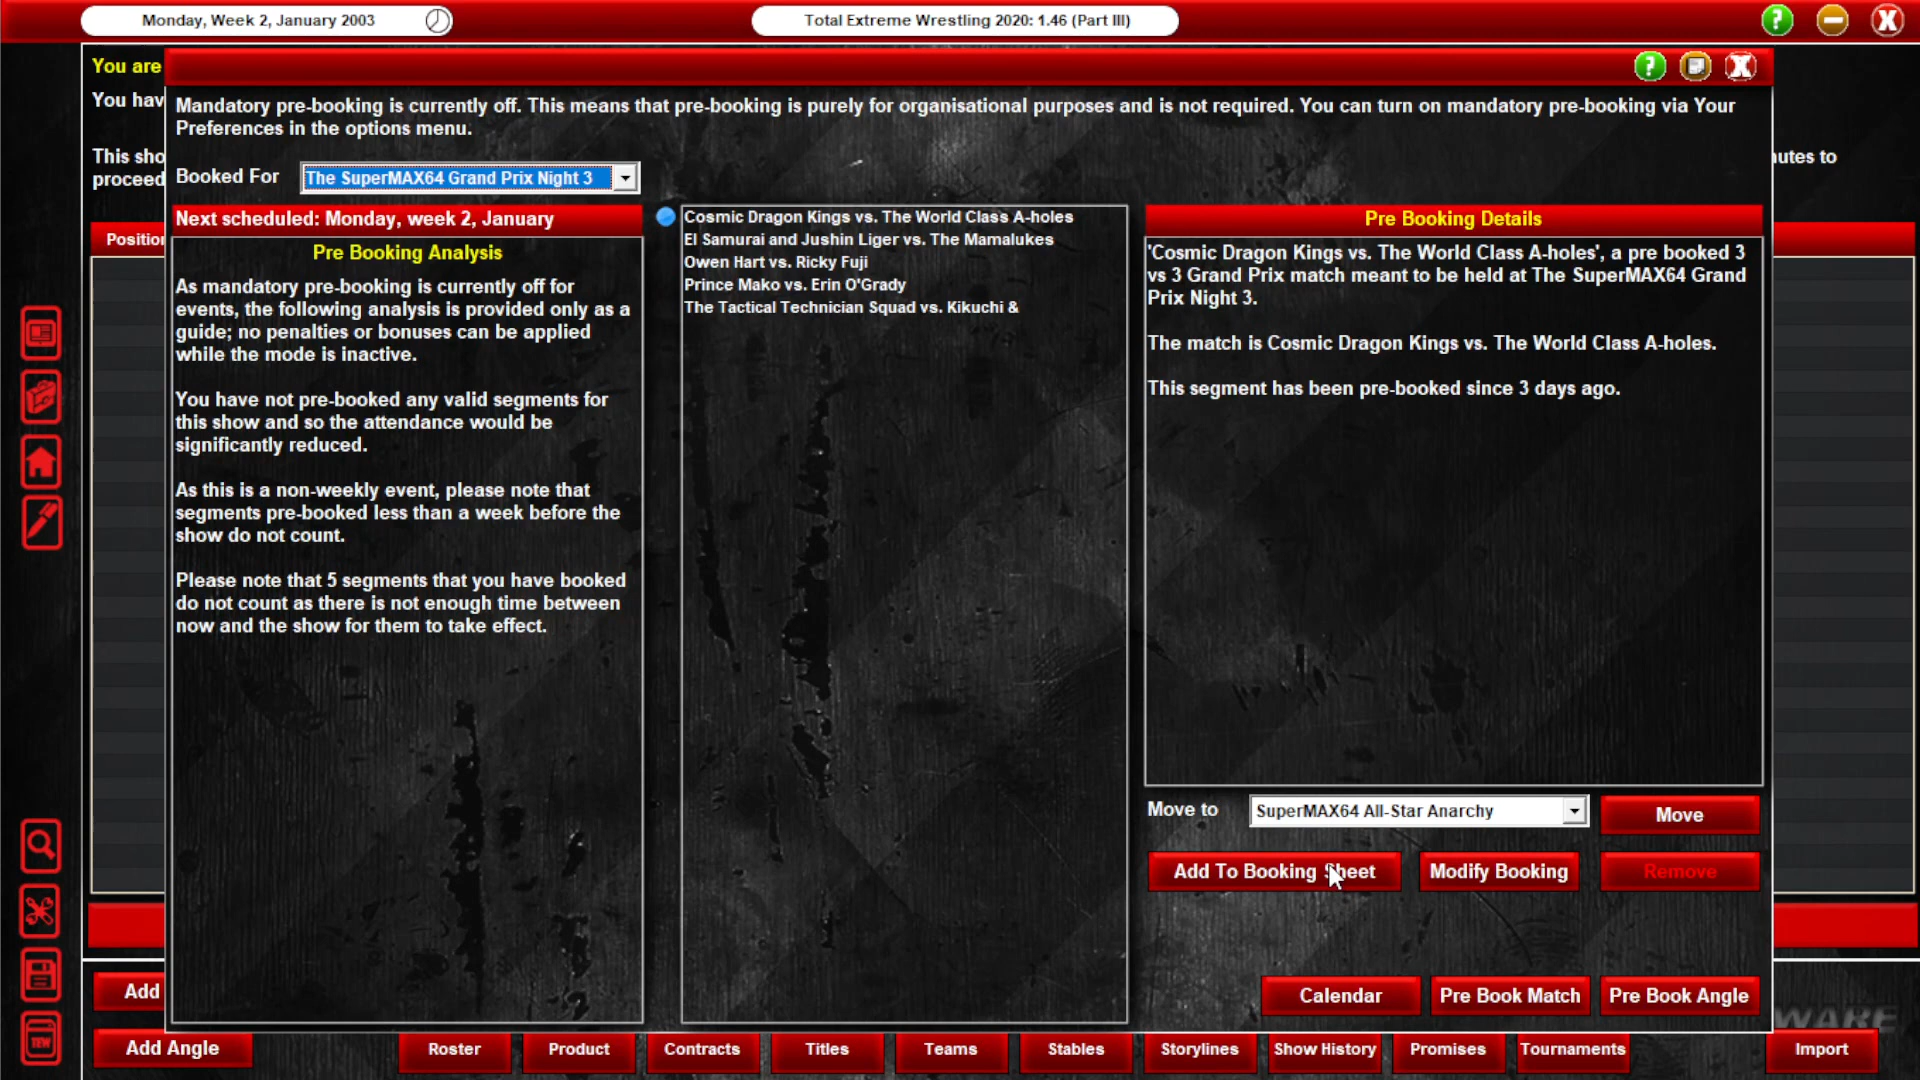 Monday, Week 2, January 2003
Total Extreme Wrestling 2020: 1.46 (Part III)
You are
You hav
Mandatory pre-booking is currently off. This means that pre-booking is purely for organisational purposes and is not required. You can turn on mandatory pre-booking via Your
Preferences in the options menu.
This sho
proceed
nutes to
Booked For
The SuperMAX64 Grand Prix Night 3
Next scheduled: Monday, week 2, January
Position
Pre Booking Analysis
As mandatory pre-booking is currently off for
events, the following analysis is provided only as a
guide; no penalties or bonuses can be applied
while the mode is inactive.
You have not pre-booked any valid segments for
this show and so the attendance would be
significantly reduced.
As this is a non-weekly event, please note that
segments pre-booked less than a week before the
show do not count.
Please note that 5 segments that you have booked
do not count as there is not enough time between
now and the show for them to take effect.
Cosmic Dragon Kings vs. The World Class A-holes
El Samurai and Jushin Liger vs. The Mamalukes
Owen Hart vs. Ricky Fuji
Prince Mako vs. Erin O'Grady
The Tactical Technician Squad vs. Kikuchi &
Pre Booking Details
'Cosmic Dragon Kings vs. The World Class A-holes', a pre booked 3
vs 3 Grand Prix match meant to be held at The SuperMAX64 Grand
Prix Night 3.
The match is Cosmic Dragon Kings vs. The World Class A-holes.
This segment has been pre-booked since 3 days ago.
Move to
SuperMAX64 All-Star Anarchy
Move
Add To Booking Sheet
Modify Booking
Remove
Calendar
Pre Book Match
Pre Book Angle
Add
Add Angle
Roster
Product
Contracts
Titles
Teams
Stables
Storylines
Show History
Promises
Tournaments
Import
WARE
TEW